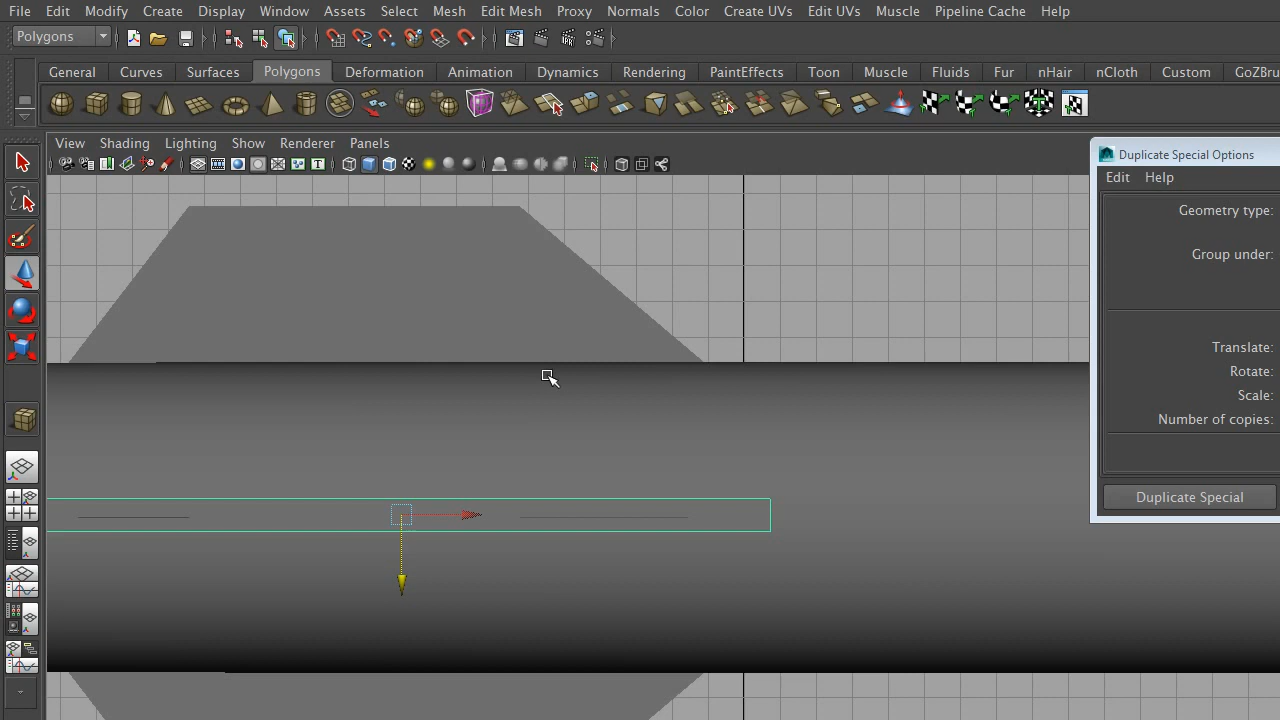 File Edit Modify Create Display Window Assets Select Mesh Edit Mesh Proxy Normals Color Create UVs Edit UVs Muscle Pipeline Cache Help
Polygons
General Curves Surfaces Polygons Deformation Animation Dynamics Rendering PaintEffects Toon Muscle Fluids Fur nHair nCloth Custom GoZBru
View Shading Lighting Show Renderer Panels
Duplicate Special Options
Edit Help
Geometry type:
Group under:
Translate:
Rotate:
Scale:
Number of copies:
Duplicate Special